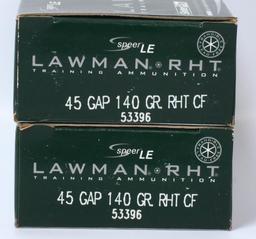 speer LE
LAWMAN RHT
TRAINING AMMUNITION
45 GAP 140 GR. RHT CF
53396
speer LE
LAWMAN RHT
TRAINING AMMUNITION
45 GAP 140 GR. RHT CF
53396